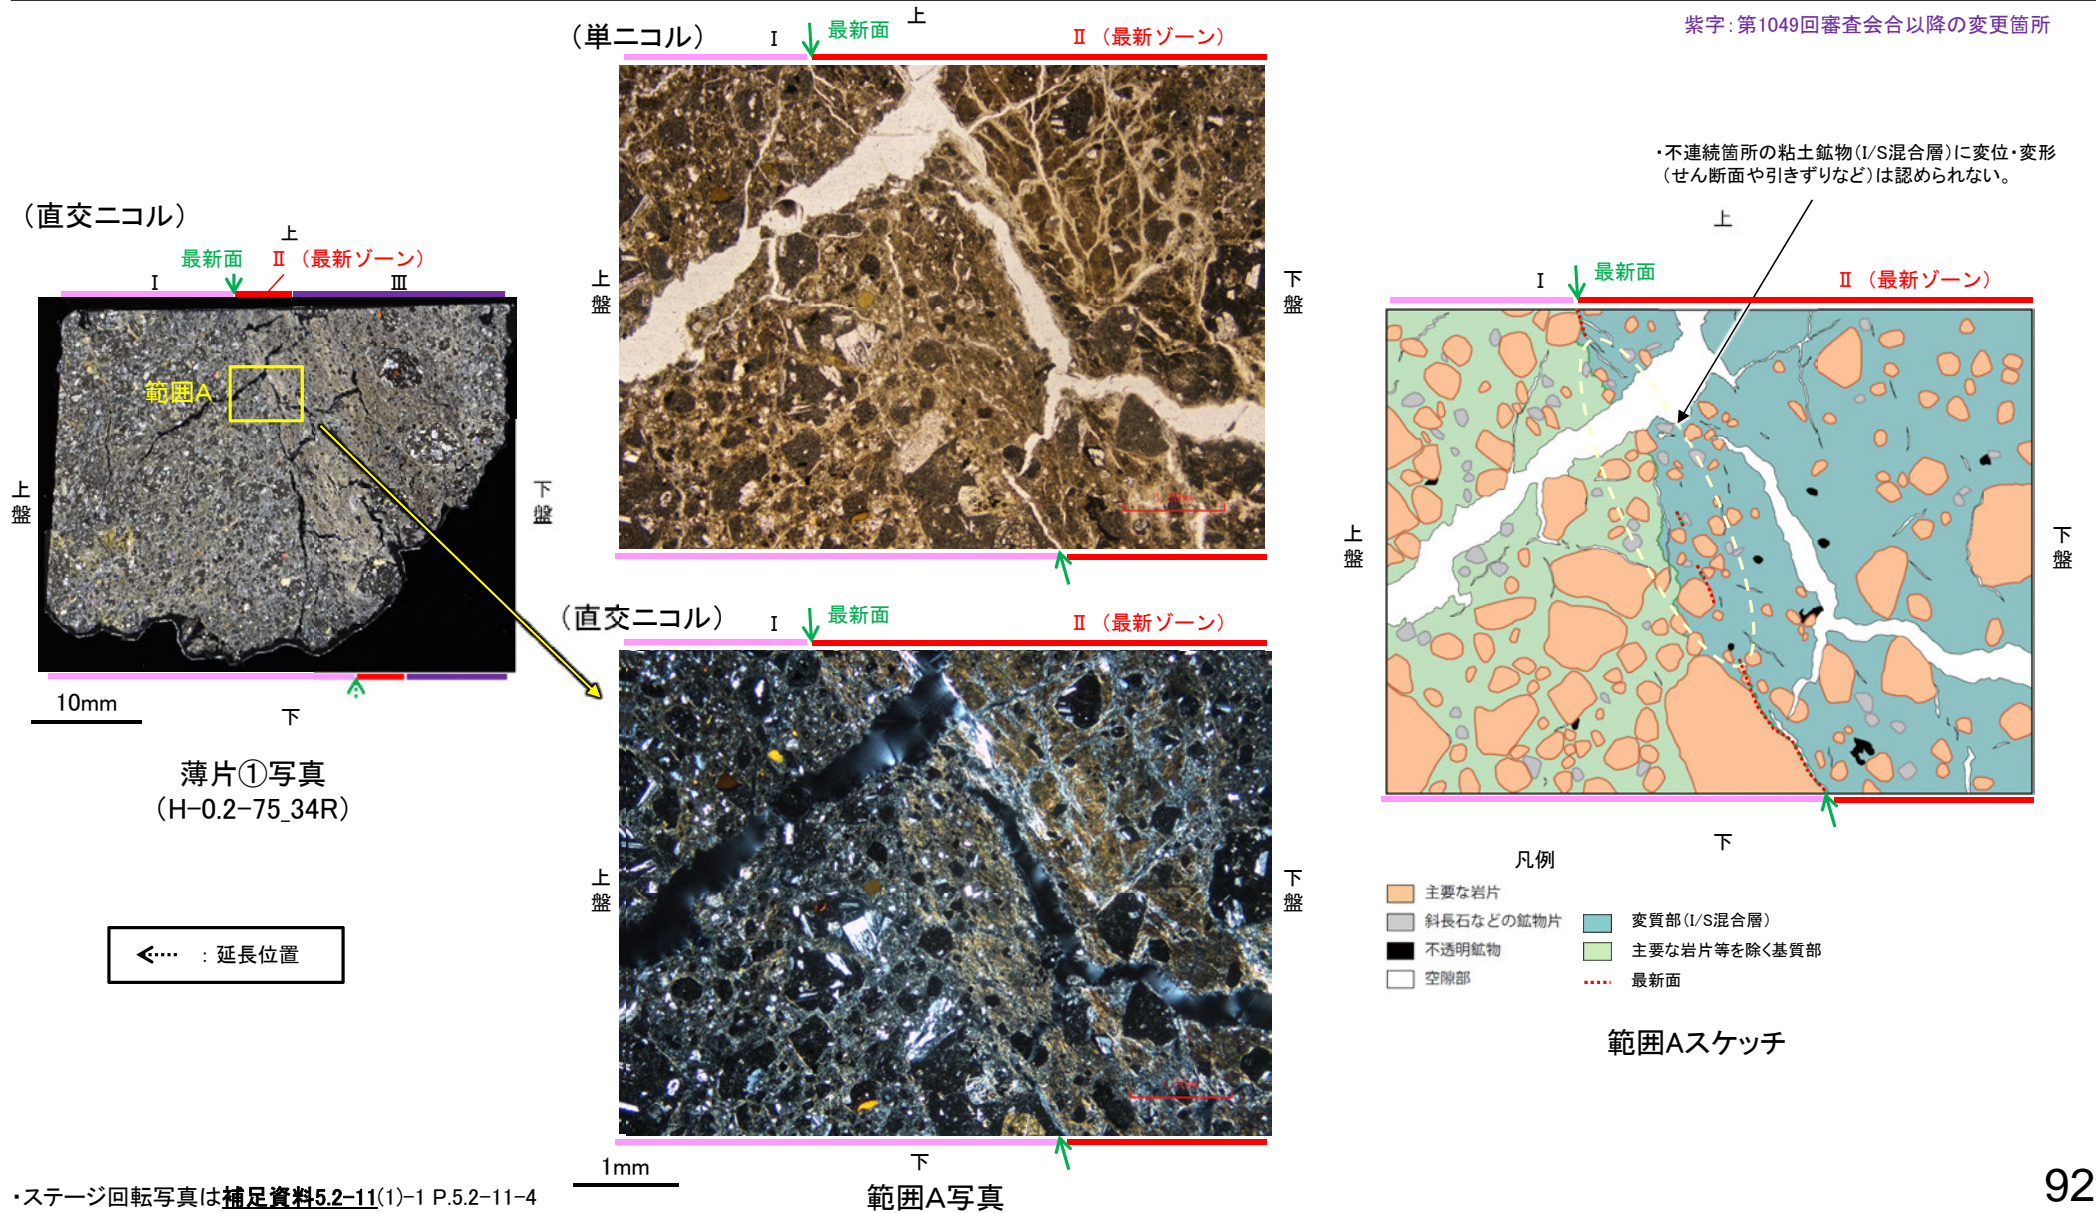 紫字：第1049回審査会合以降の変更箇所
（単ニコル）
Ⅰ
最新面
上
Ⅱ（最新ゾーン）
上盤
下盤
（直交ニコル）
上
最新面
Ⅱ（最新ゾーン）
Ⅰ
Ⅲ
範囲A
上盤
下盤
10mm
下
薄片①写真
（H-0.2-75_34R）
：延長位置
（直交ニコル）
Ⅰ
最新面
Ⅱ（最新ゾーン）
上盤
下盤
1mm
下
範囲A写真
・不連続箇所の粘土鉱物(I/S混合層)に変位・変形
（せん断面や引きずりなど）は認められない。
上
Ⅰ
最新面
Ⅱ（最新ゾーン）
上盤
下盤
下
凡例
主要な岩片
斜長石などの鉱物片
不透明鉱物
空隙部
変質部(I/S混合層)
主要な岩片等を除く基質部
最新面
範囲Aスケッチ
・ステージ回転写真は補足資料5.2-11(1)-1 P.5.2-11-4
92